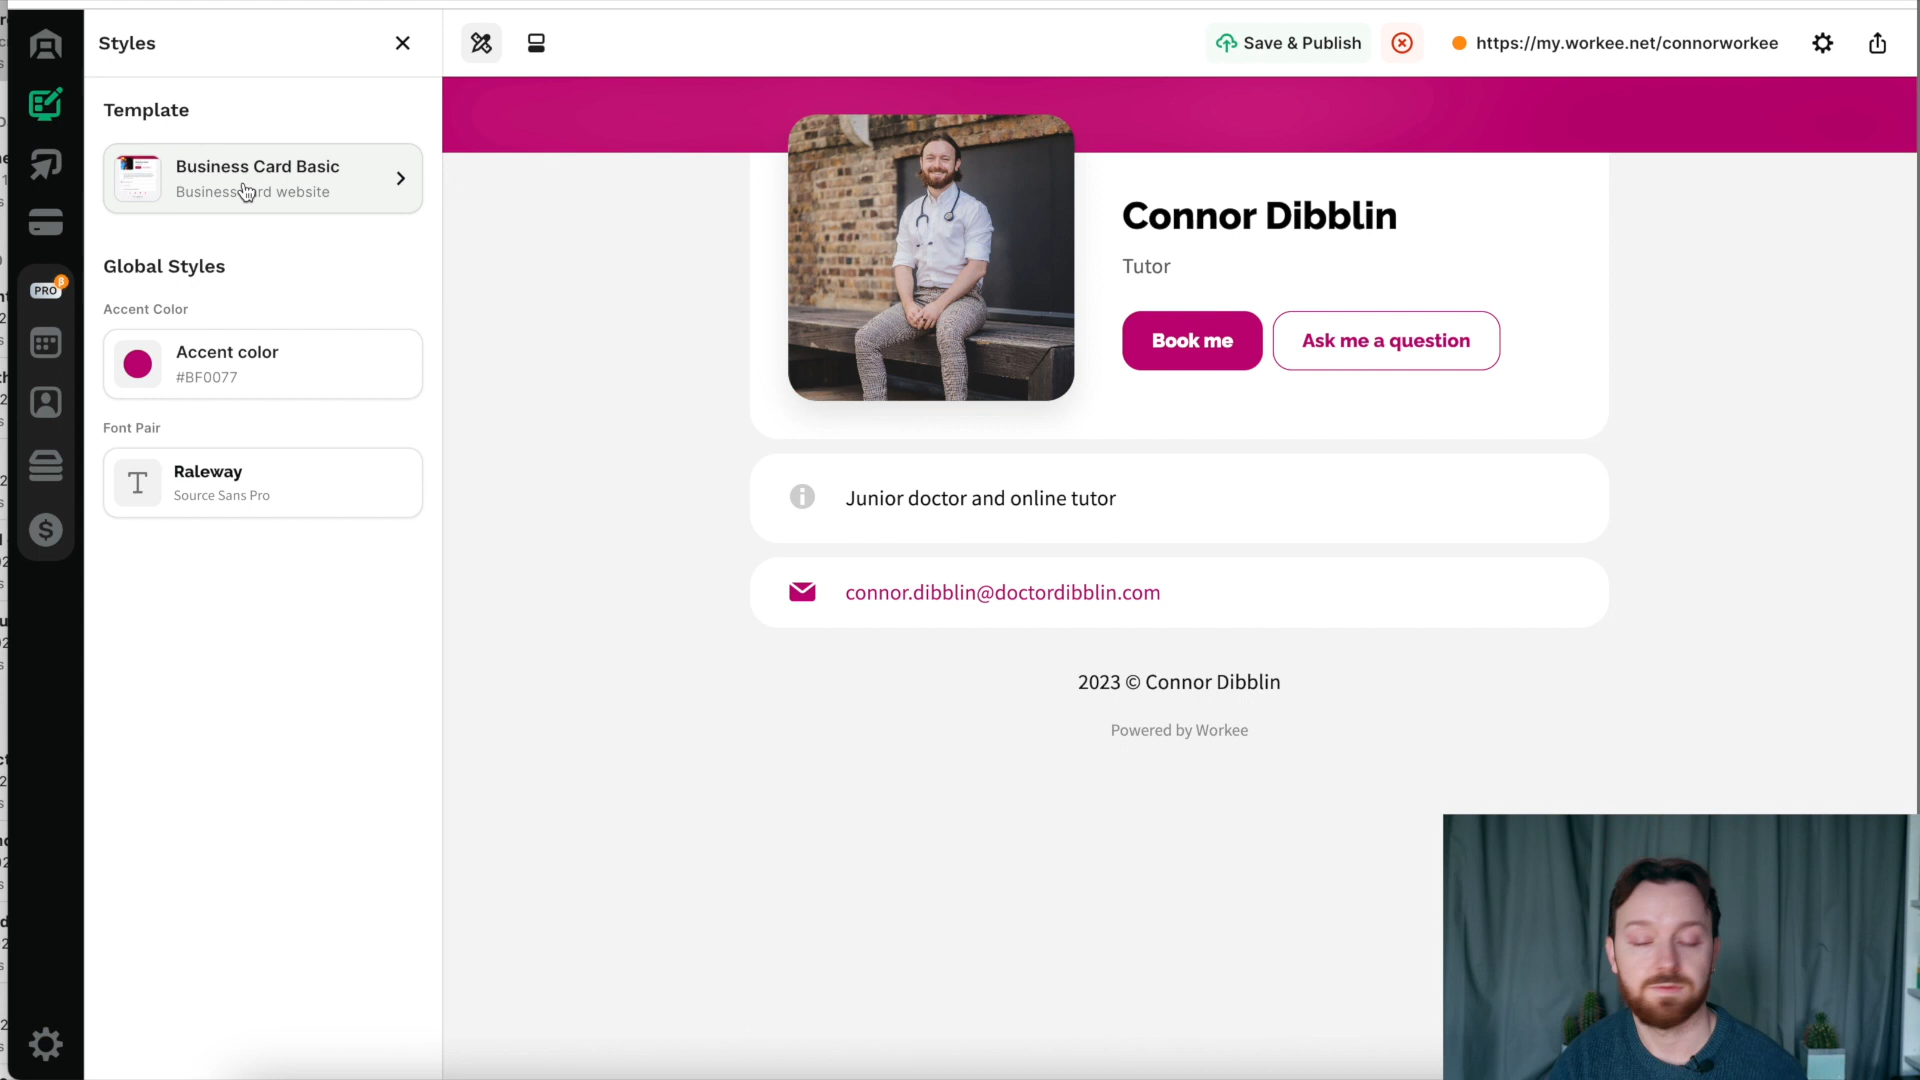 Styles
Save & Publish
https://my.workee.net/connorworkee
Template
Business Card Basic
Business Card website
Global Styles
PRO
β
Accent Color
Accent color
#BF0077
Font Pair
Raleway
Source Sans Pro
Connor Dibblin
Tutor
Book me
Ask me a question
Junior doctor and online tutor
connor.dibblin@doctordibblin.com
2023 © Connor Dibblin
Powered by Workee